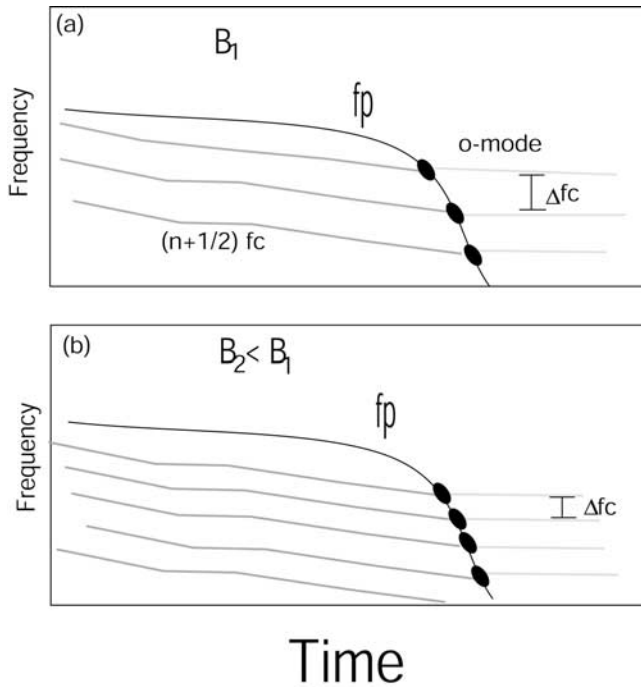 (a)
B₁
fp
o-mode
Δfc
(n+1/2) fc
Frequency
(b)
B₂< B₁
fp
Δfc
Frequency
Time